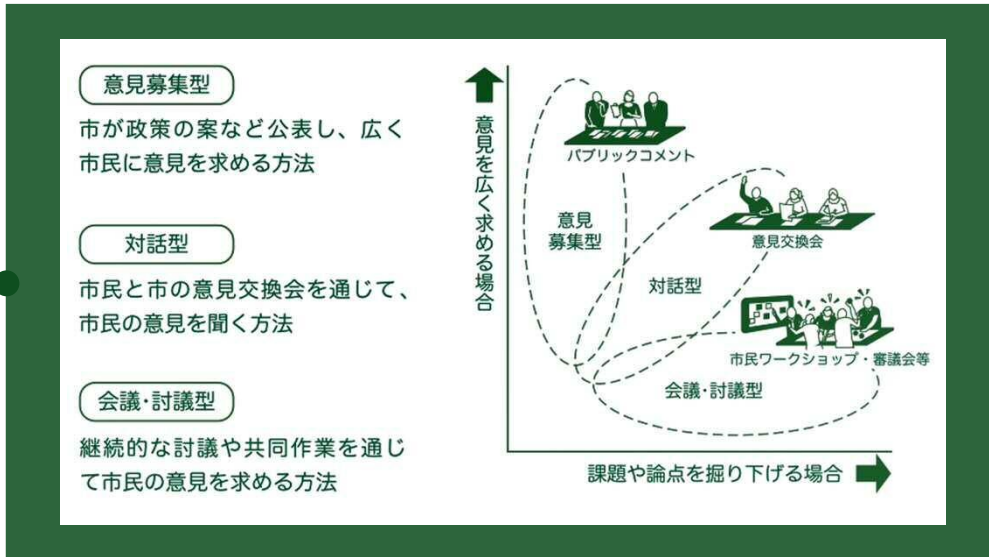 意見募集型
市が政策の案など公表し、広く
市民に意見を求める方法
対話型
市民と市の意見交換会を通じて、
市民の意見を聞く方法
会議・討議型
継続的な討議や共同作業を通じ
て市民の意見を求める方法
意見を広く求める場合
パブリックコメント
意見
募集型
意見交換会
対話型
市民ワークショップ・審議会等
会議・討議型
課題や論点を掘り下げる場合